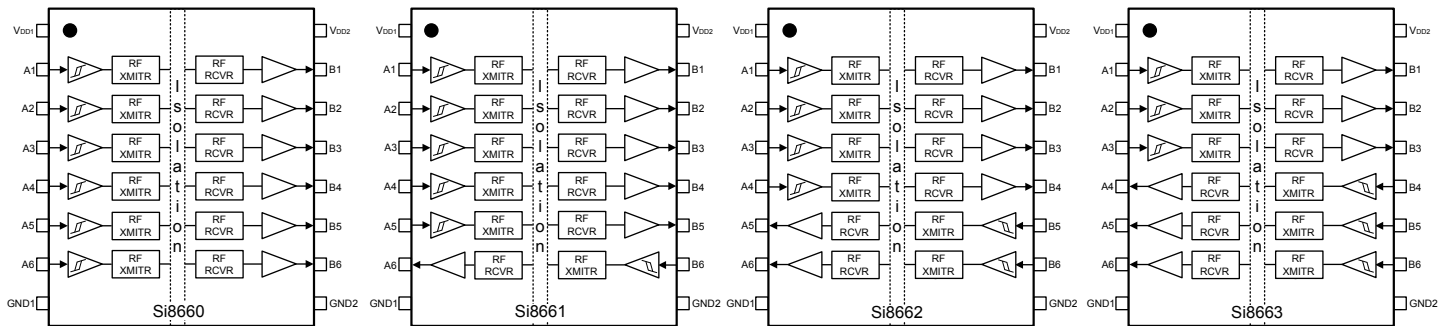 VDD1 VDD2 VDD1 VDD2 VDD1 VDD2 VDD1 VDD2
A1 RF XMITR RF RCVR B1 A1 RF XMITR RF RCVR B1 A1 RF XMITR RF RCVR B1 A1 RF XMITR RF RCVR B1
A2 RF XMITR RF RCVR B2 A2 RF XMITR RF RCVR B2 A2 RF XMITR RF RCVR B2 A2 RF XMITR RF RCVR B2
A3 RF XMITR RF RCVR B3 A3 RF XMITR RF RCVR B3 A3 RF XMITR RF RCVR B3 A3 RF XMITR RF RCVR B3
A4 RF XMITR RF RCVR B4 A4 RF XMITR RF RCVR B4 A4 RF XMITR RF RCVR B4 A4 RF RCVR RF XMITR B4
A5 RF XMITR RF RCVR B5 A5 RF XMITR RF RCVR B5 A5 RF RCVR RF XMITR B5 A5 RF RCVR RF XMITR B5
A6 RF XMITR RF RCVR B6 A6 RF RCVR RF XMITR B6 A6 RF RCVR RF XMITR B6 A6 RF RCVR RF XMITR B6
Isolation Isolation Isolation Isolation
GND1 GND2 GND1 GND2 GND1 GND2 GND1 GND2
Si8660 Si8661 Si8662 Si8663